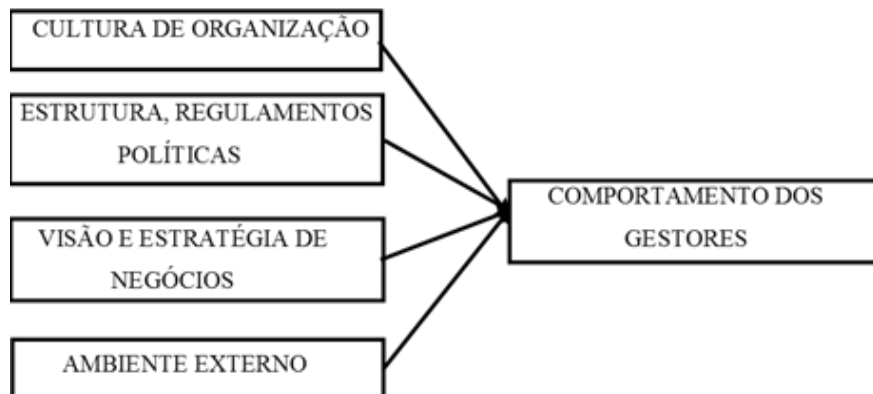 CULTURA DE ORGANIZAÇÃO
ESTRUTURA, REGULAMENTOS
POLÍTICAS
VISÃO E ESTRATÉGIA DE
NEGÓCIOS
AMBIENTE EXTERNO
COMPORTAMENTO DOS
GESTORES